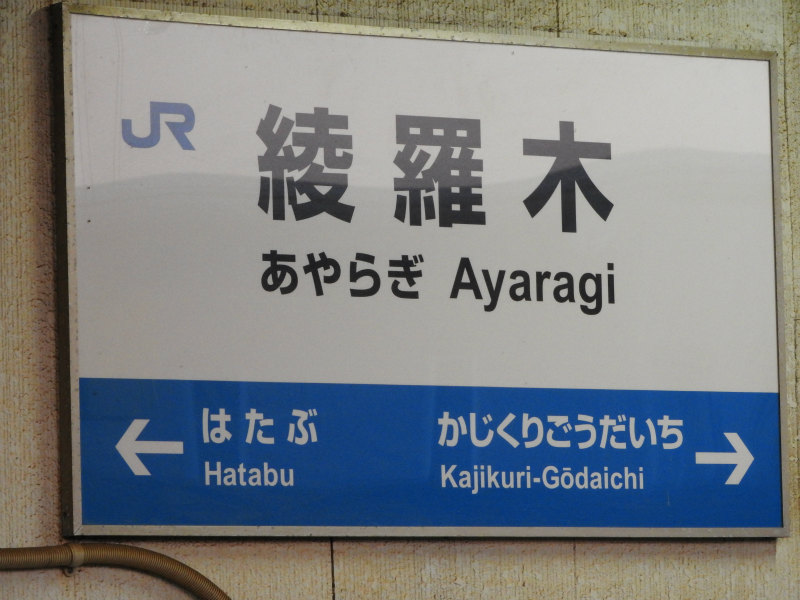 JR
綾羅木
あやらぎ Ayaragi
← はたぶ
Hatabu
かじくりごうだいち →
Kajikuri-Gōdaichi